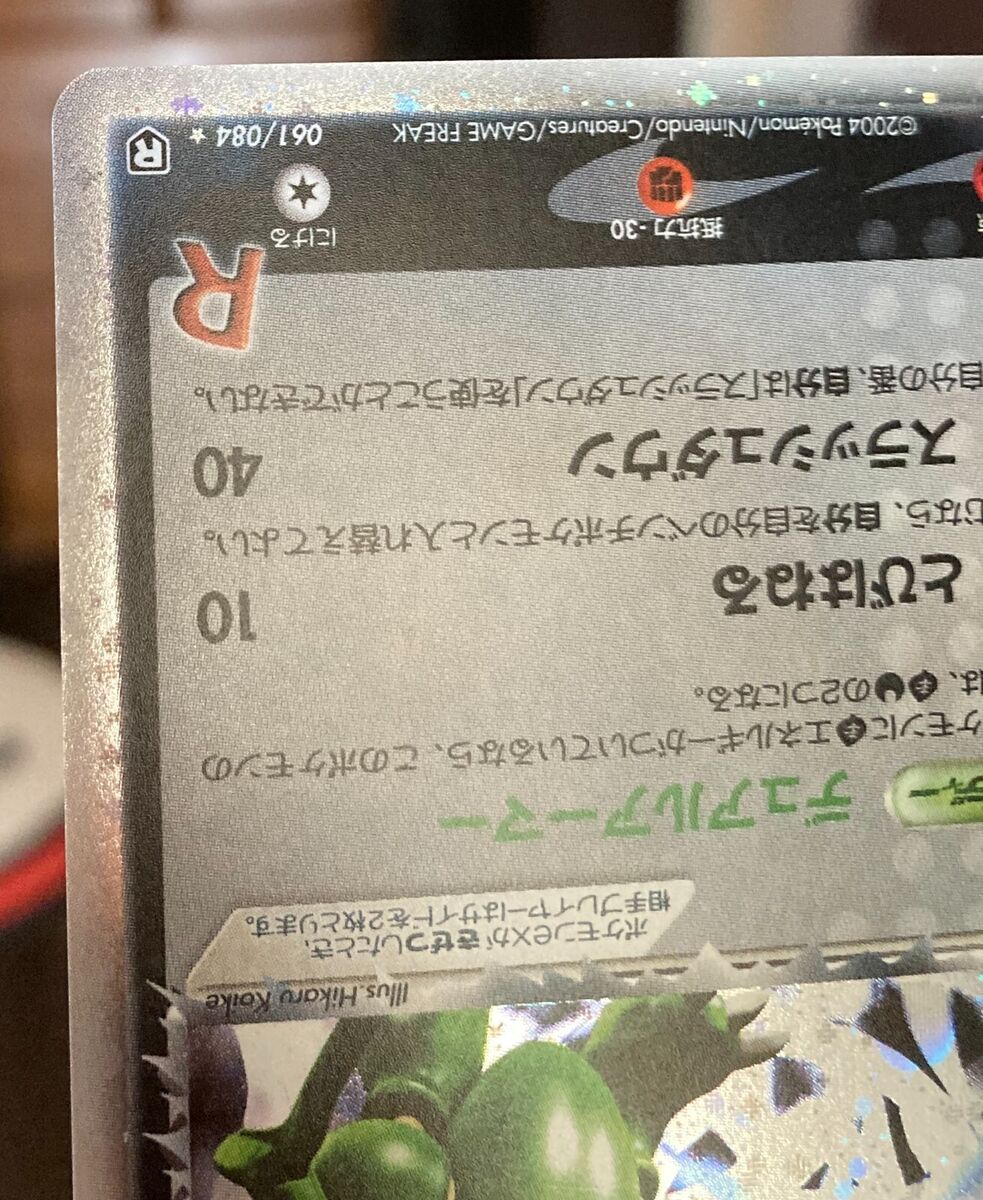 Illus. Hikaru Koike
ポケモンexがきぜつしたとき、
相手プレイヤーはサイドを2枚とります。
ディー デュアルアーマー
ケモンにエネルギーがついているなら、このポケモンの
は、の2つになる。
とびはねる 10
むなら、自分を自分のベンチポケモンと入れ替えてよい。
スラッシュダウン 40
自分の番、自分は「スラッシュダウン」を使うことができない。
R
抵抗力 -30 にげる
©2004 Pokémon/Nintendo/Creatures/GAME FREAK 061/084 ★ R